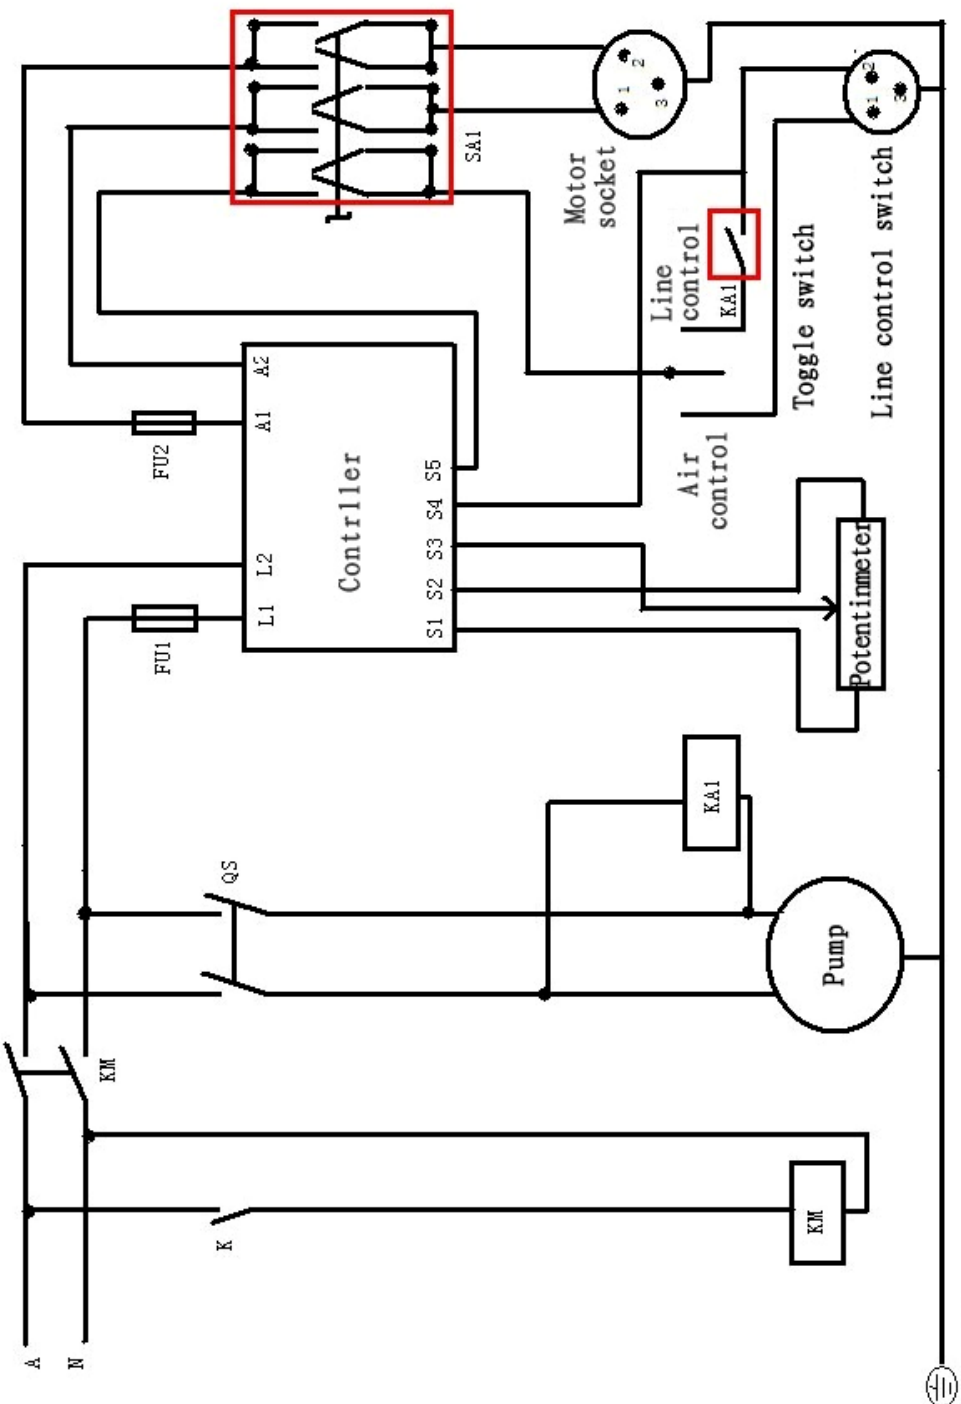 SA1
2
1
3
Motor
socket
2
1
3
Line control switch
Line
control
KA1
Toggle switch
Air
control
A2
A1
L2
L1
Contrller
S5
S4
S3
S2
S1
FU2
FU1
Potentinmeter
KA1
QS
Pump
KM
KM
K
A
N